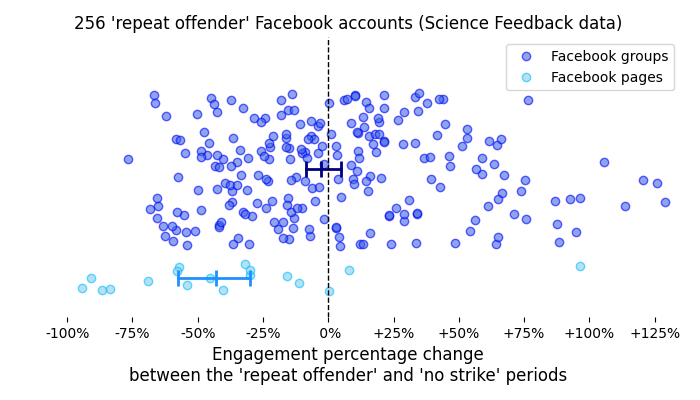 256 'repeat offender' Facebook accounts (Science Feedback data)
Facebook groups
Facebook pages
-100% -75% -50% -25% 0% +25% +50% +75% +100% +125%
Engagement percentage change
between the 'repeat offender' and 'no strike' periods